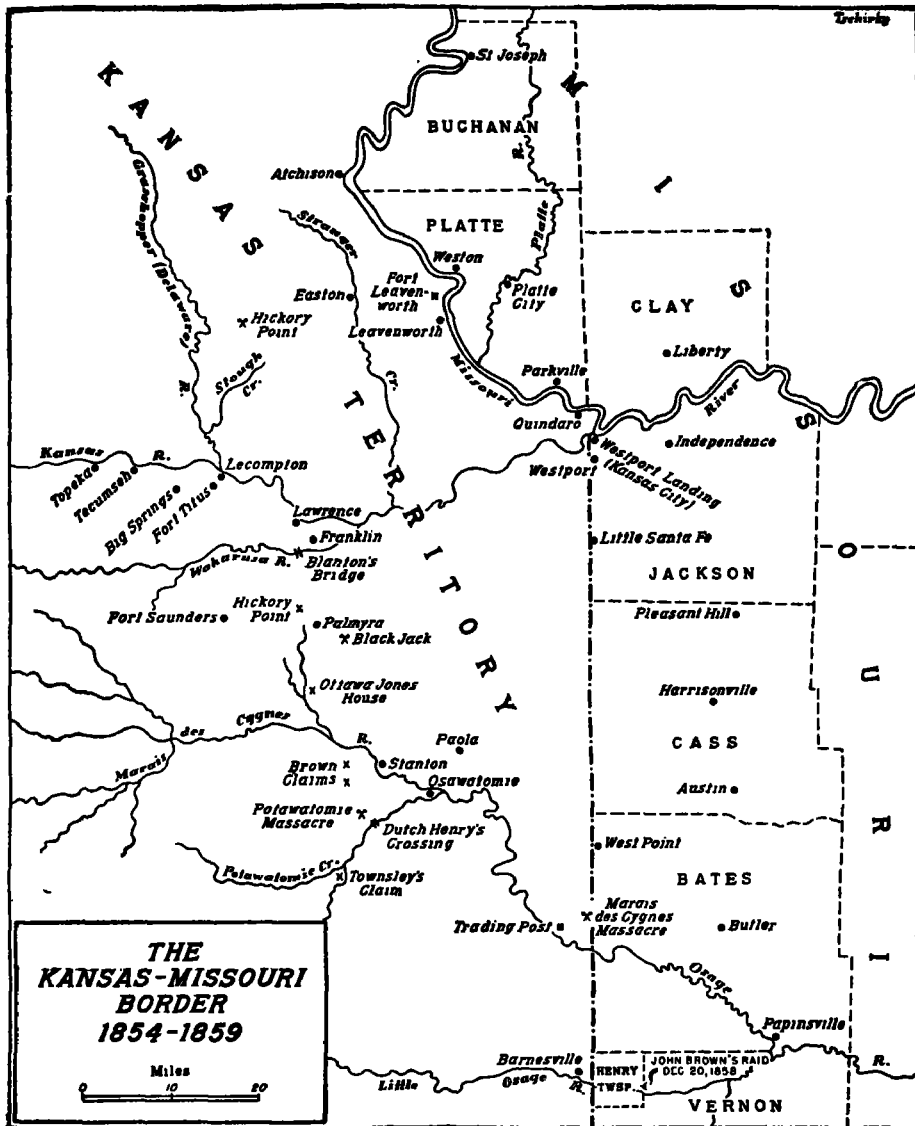 Tschirky
KANSAS TERRITORY
MISSOURI
St Joseph
BUCHANAN
Platte R.
Atchison
PLATTE
Stranger Cr.
Grasshopper (Delaware) R.
Weston
Fort
Leaven-
worth
Platte
City
Easton
CLAY
Hickory
Point
Leavenworth
Liberty
Missouri River
Slough
Cr.
Parkville
Quindaro
Independence
Kansas R.
Topeka
Tecumseh
Big Springs
Fort Titus
Lecompton
Westport
Westport Landing
(Kansas City)
Lawrence
Franklin
Little Santa Fe
Wakarusa R.
Blanton's
Bridge
JACKSON
Fort Saunders
Hickory
Point
Palmyra
Black Jack
Pleasant Hill
Ottawa Jones
House
Harrisonville
Marais des Cygnes R.
Paola
CASS
Brown
Claims
Stanton
Osawatomie
Austin
Potawatomie
Massacre
Dutch Henry's
Crossing
West Point
Potawatomie Cr.
Townsley's
Claim
BATES
Marais
des Cygnes
Massacre
Trading Post
Butler
THE
KANSAS-MISSOURI
BORDER
1854-1859
Miles
0 10 20
Osage
Papinsville
Barnesville
HENRY
TWSP.
JOHN BROWN'S RAID
DEC 20, 1858
R.
Little Osage R.
VERNON